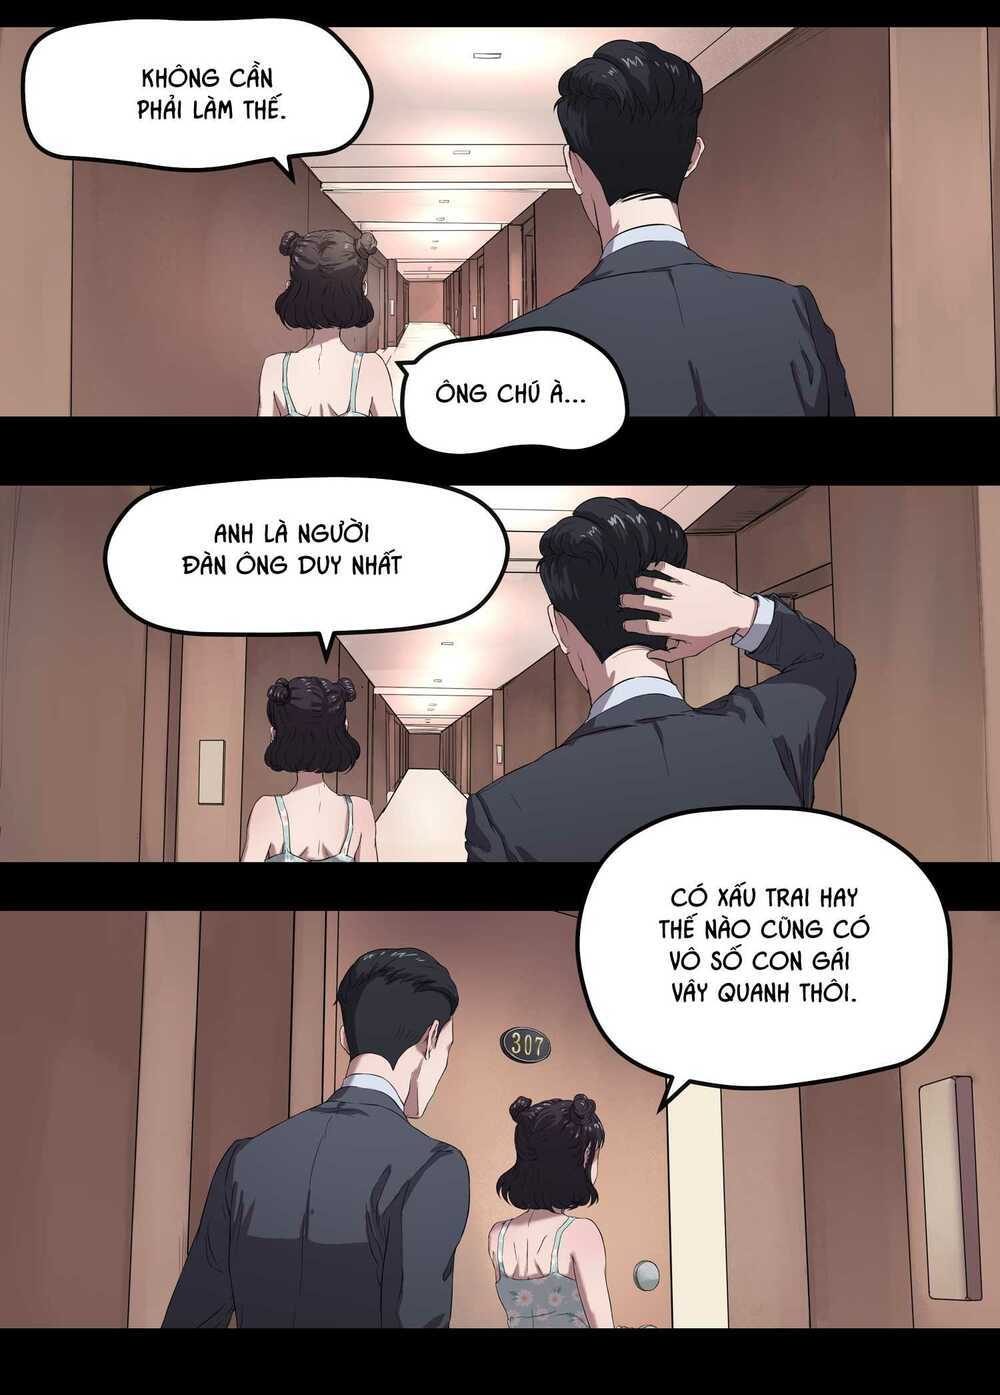 KHÔNG CẦN
PHẢI LÀM THẾ.
ÔNG CHÚ À...
ANH LÀ NGƯỜI
ĐÀN ÔNG DUY NHẤT
CÓ XẤU TRAI HAY
THẾ NÀO CŨNG CÓ
VÔ SỐ CON GÁI
VÂY QUANH THÔI.
307